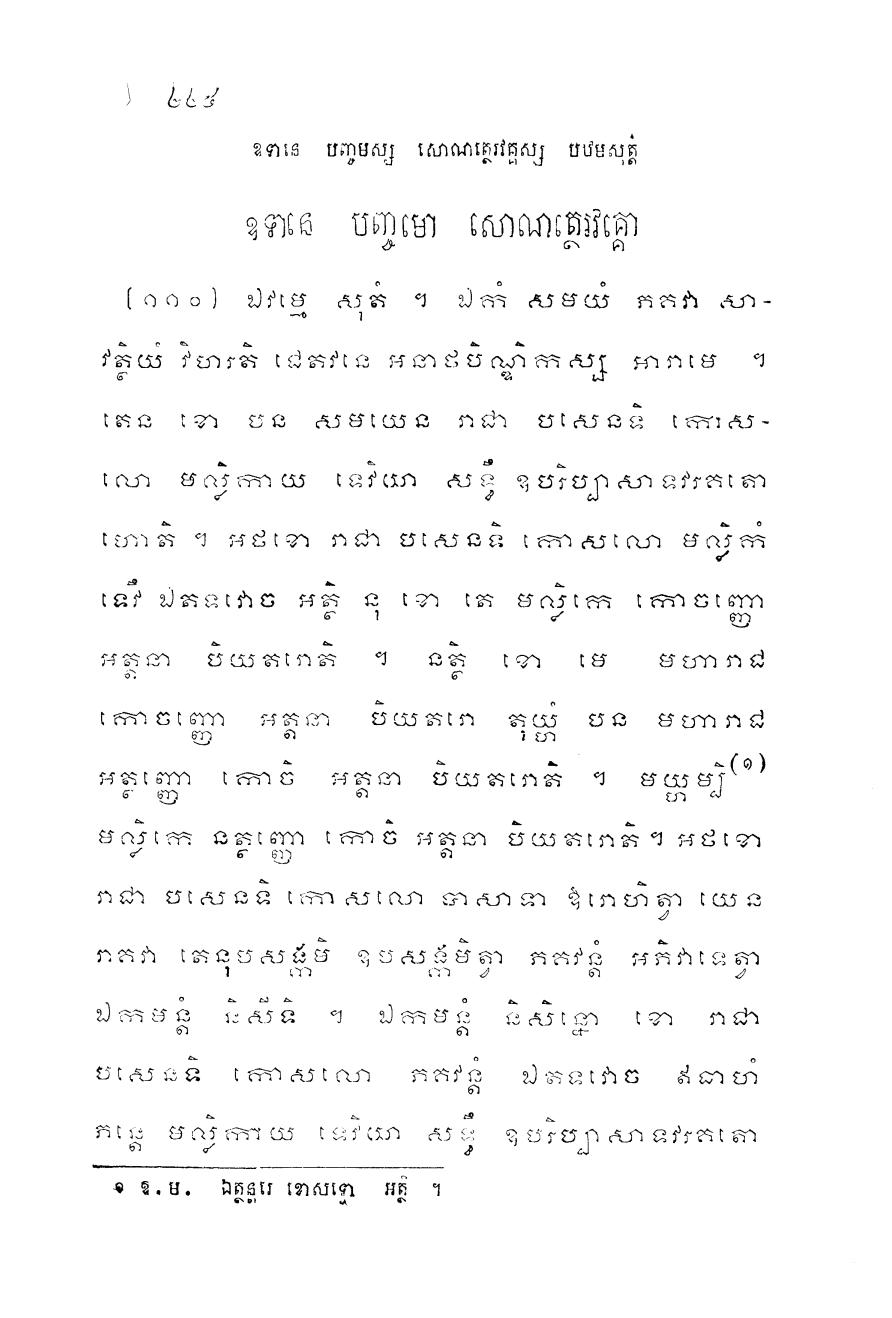 ២២៥
ឧទានេ បញ្ចមស្ស សោណត្ថេរវគ្គស្ស បឋមសុត្តំ
ឧទានេ បញ្ចមោ សោណត្ថេរវគ្គោ
(១១០) ឯវម្មេ សុតំ ។ ឯកំ សមយំ ភគវា សា-
វត្ថិយំ វិហរតិ ជេតវនេ អនាថបិណ្ឌិកស្ស អារាមេ ។
តេន ខោ បន សមយេន រាជា បសេនទិ កោស-
លោ មល្លិកាយ ទេវិយា សទ្ធឹ ឧបរិប្បាសាទវរគតោ
ហោតិ ។ អថខោ រាជា បសេនទិ កោសលោ មល្លិកំ
ទេវឹ ឯតទវោច អត្ថិ នុ ខោ តេ មល្លិកេ កោចញ្ញោ
អត្តនា បិយតរោតិ ។ នត្ថិ ខោ មេ មហារាជ
កោចញ្ញោ អត្តនា បិយតរោ តុយ្ហំ បន មហារាជ
អត្ថញ្ញោ កោចិ អត្តនា បិយតរោតិ ។ មយ្ហម្បិ(១)
មល្លិកេ នត្ថញ្ញោ កោចិ អត្តនា បិយតរោតិ ។ អថខោ
រាជា បសេនទិ កោសលោ បាសាទា ឱរោហិត្វា យេន
ភគវា តេនុបសង្កមិ ឧបសង្កមិត្វា ភគវន្តំ អភិវាទេត្វា
ឯកមន្តំ និសីទិ ។ ឯកមន្តំ និសិន្នោ ខោ រាជា
បសេនទិ កោសលោ ភគវន្តំ ឯតទវោច ឥធាហំ
ភន្តេ មល្លិកាយ ទេវិយា សទ្ធឹ ឧបរិប្បាសាទវរគតោ
១ ឱ.ម. ឯត្ថន្តរេ ខោសទ្ទោ អត្ថិ ។